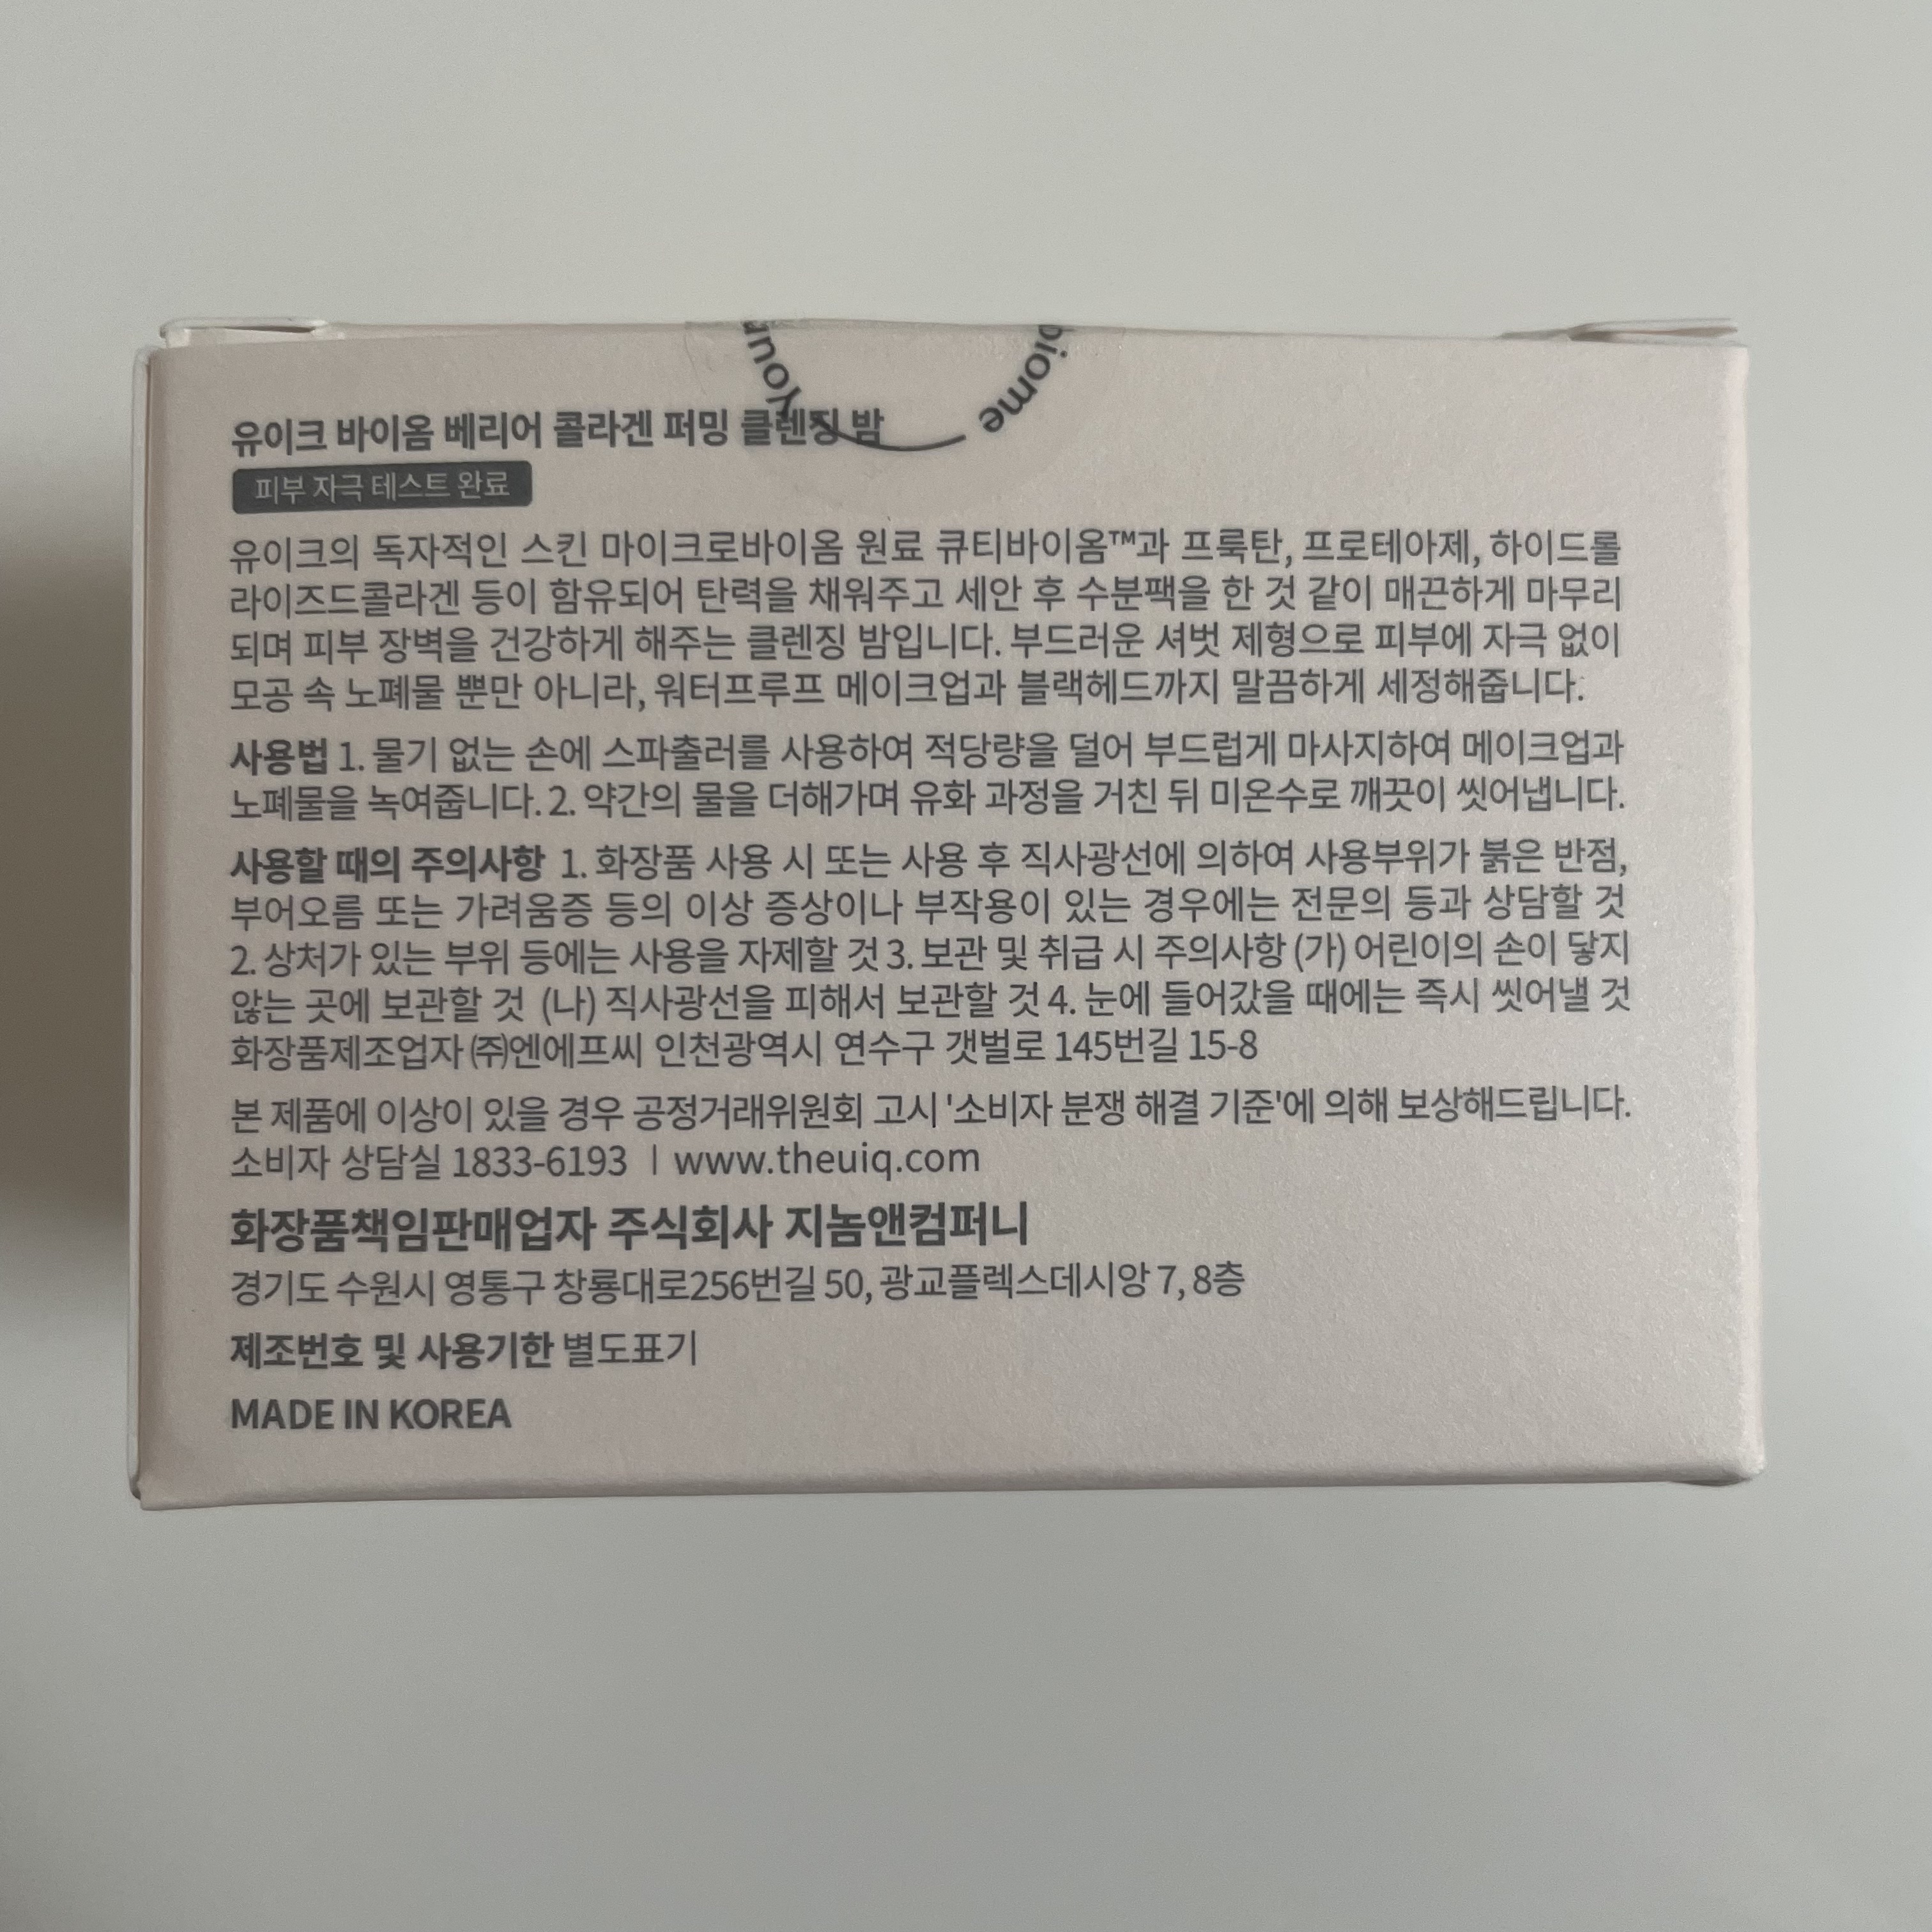 You
biome
유이크 바이옴 베리어 콜라겐 퍼밍 클렌징 밤
피부 자극 테스트 완료
유이크의 독자적인 스킨 마이크로바이옴 원료 큐티바이옴™과 프룩탄, 프로테아제, 하이드롤
라이즈드콜라겐 등이 함유되어 탄력을 채워주고 세안 후 수분팩을 한 것 같이 매끈하게 마무리
되며 피부 장벽을 건강하게 해주는 클렌징 밤입니다. 부드러운 셔벗 제형으로 피부에 자극 없이
모공 속 노폐물 뿐만 아니라, 워터프루프 메이크업과 블랙헤드까지 말끔하게 세정해줍니다.
사용법 1. 물기 없는 손에 스파출러를 사용하여 적당량을 덜어 부드럽게 마사지하여 메이크업과
노폐물을 녹여줍니다. 2. 약간의 물을 더해가며 유화 과정을 거친 뒤 미온수로 깨끗이 씻어냅니다.
사용할 때의 주의사항 1. 화장품 사용 시 또는 사용 후 직사광선에 의하여 사용부위가 붉은 반점,
부어오름 또는 가려움증 등의 이상 증상이나 부작용이 있는 경우에는 전문의 등과 상담할 것
2. 상처가 있는 부위 등에는 사용을 자제할 것 3. 보관 및 취급 시 주의사항 (가) 어린이의 손이 닿지
않는 곳에 보관할 것 (나) 직사광선을 피해서 보관할 것 4. 눈에 들어갔을 때에는 즉시 씻어낼 것
화장품제조업자 ㈜엔에프씨 인천광역시 연수구 갯벌로 145번길 15-8
본 제품에 이상이 있을 경우 공정거래위원회 고시 '소비자 분쟁 해결 기준'에 의해 보상해드립니다.
소비자 상담실 1833-6193 | www.theuiq.com
화장품책임판매업자 주식회사 지놈앤컴퍼니
경기도 수원시 영통구 창룡대로256번길 50, 광교플렉스데시앙 7, 8층
제조번호 및 사용기한 별도표기
MADE IN KOREA